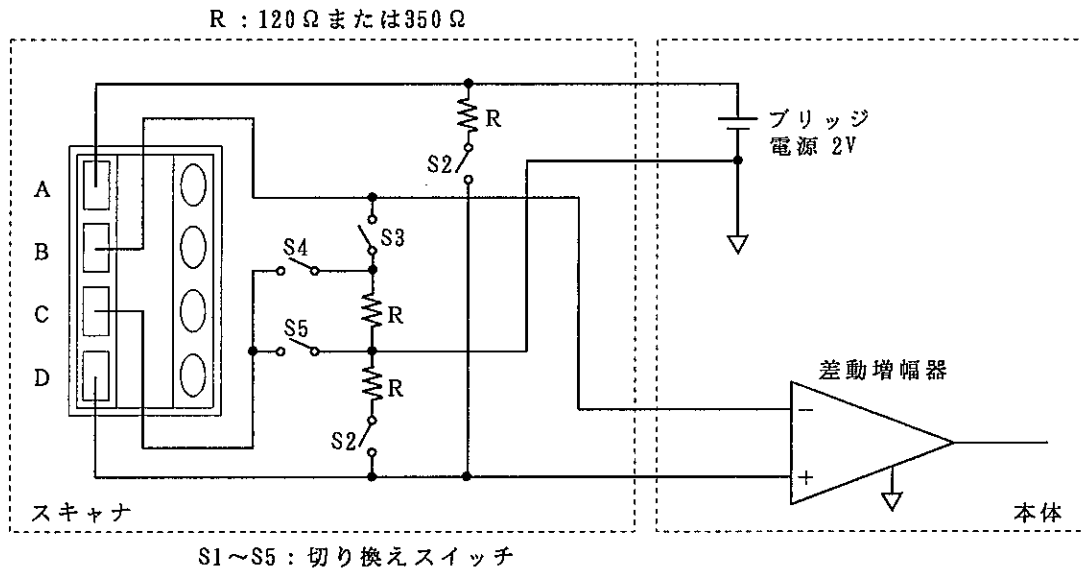 R:120Ωまたは350Ω
R
ブリッジ
電源 2V
S2
A
S3
B
S4
C
R
S5
D
R
差動増幅器
S2
−
+
スキャナ
本体
S1～S5:切り換えスイッチ